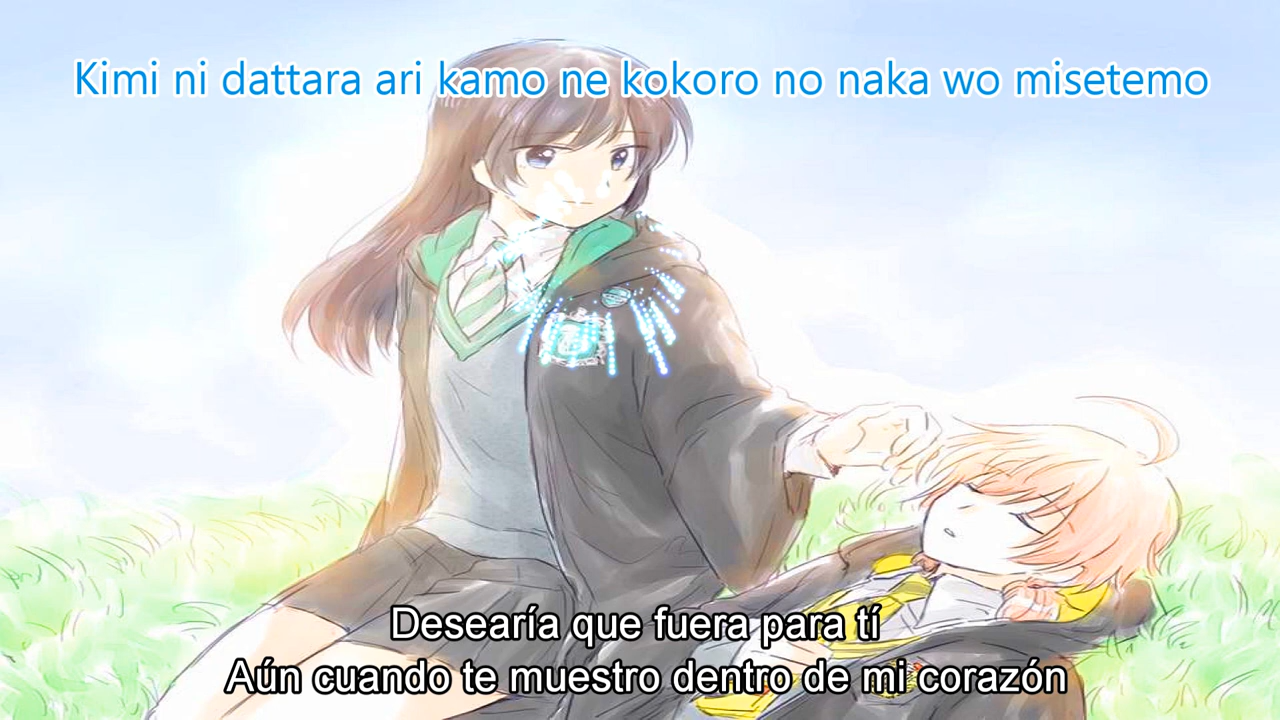 Kimi ni dattara ari kamo ne kokoro no naka wo misetemo
Desearía que fuera para tí
Aún cuando te muestro dentro de mi corazón